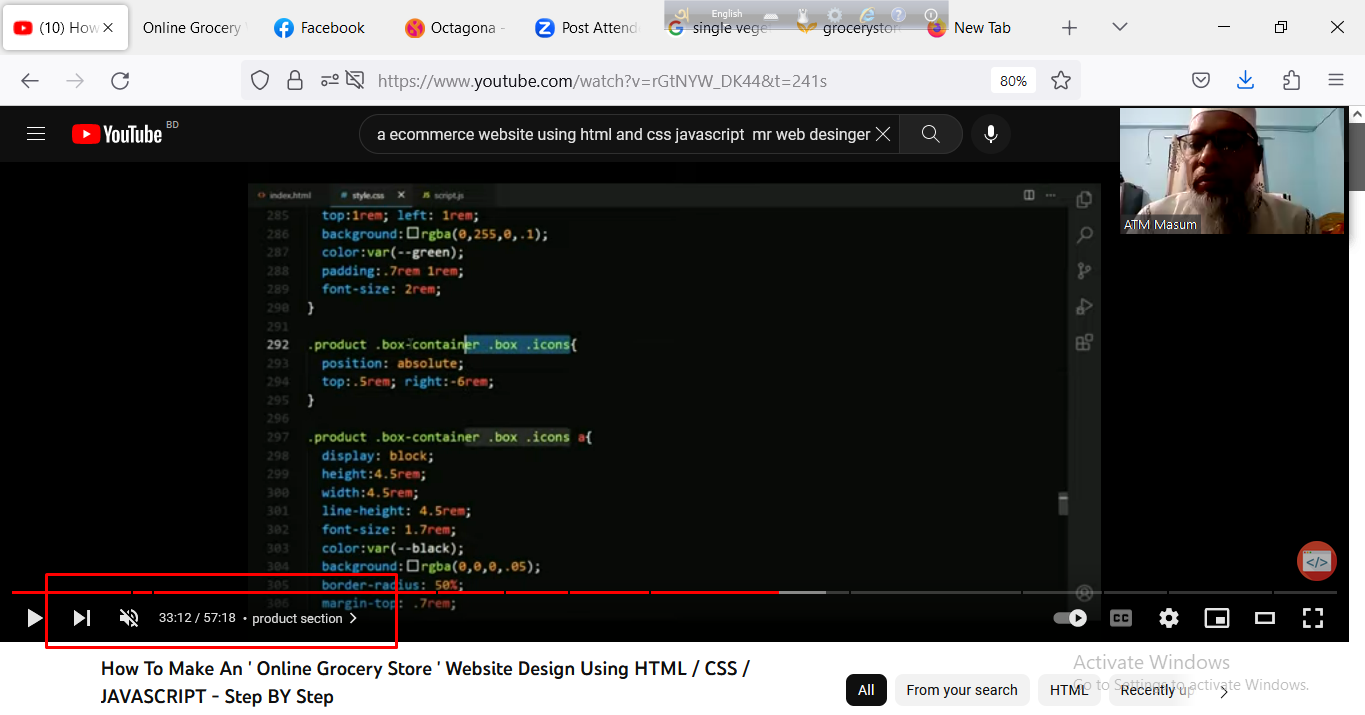 (10) How
Online Grocery
Facebook
Octagona -
Post Attend
English
single vege
grocerystor
New Tab
https://www.youtube.com/watch?v=rGtNYW_DK44&t=241s
80%
YouTube BD
a ecommerce website using html and css javascript mr web desinger
ATM Masum
index.html
# style.css
JS script.js
285 top:1rem; left: 1rem;
286 background:rgba(0,255,0,.1);
287 color:var(--green);
288 padding:.7rem 1rem;
289 font-size: 2rem;
290 }
291
292 .product .box-container .box .icons{
293 position: absolute;
294 top:.5rem; right:-6rem;
295 }
296
297 .product .box-container .box .icons a{
298 display: block;
299 height:4.5rem;
300 width:4.5rem;
301 line-height: 4.5rem;
302 font-size: 1.7rem;
303 color:var(--black);
304 background:rgba(0,0,0,.05);
305 border-radius: 50%;
306 margin-top: .7rem;
</>
33:12 / 57:18 • product section
CC
How To Make An ' Online Grocery Store ' Website Design Using HTML / CSS /
JAVASCRIPT - Step BY Step
All
From your search
HTML
Recently up
Activate Windows
Go to Settings to activate Windows.